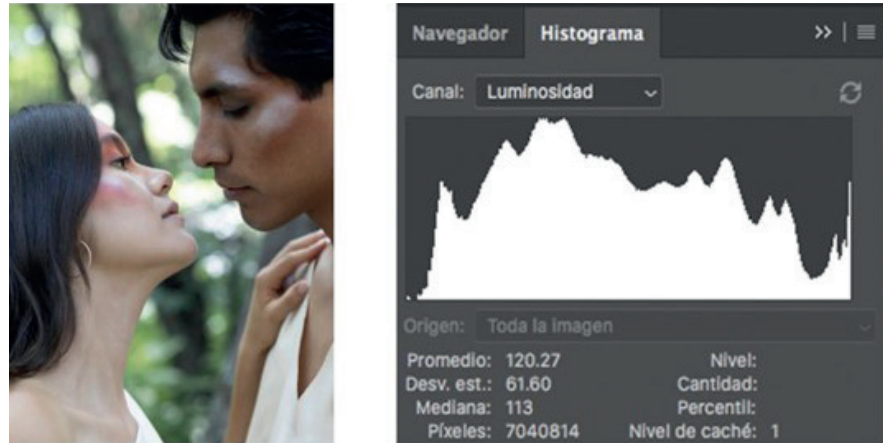 Navegador Histograma
Canal: Luminosidad
Origen: Toda la imagen
Promedio: 120.27 Nivel:
Desv. est.: 61.60 Cantidad:
Mediana: 113 Percentil:
Píxeles: 7040814 Nivel de caché: 1